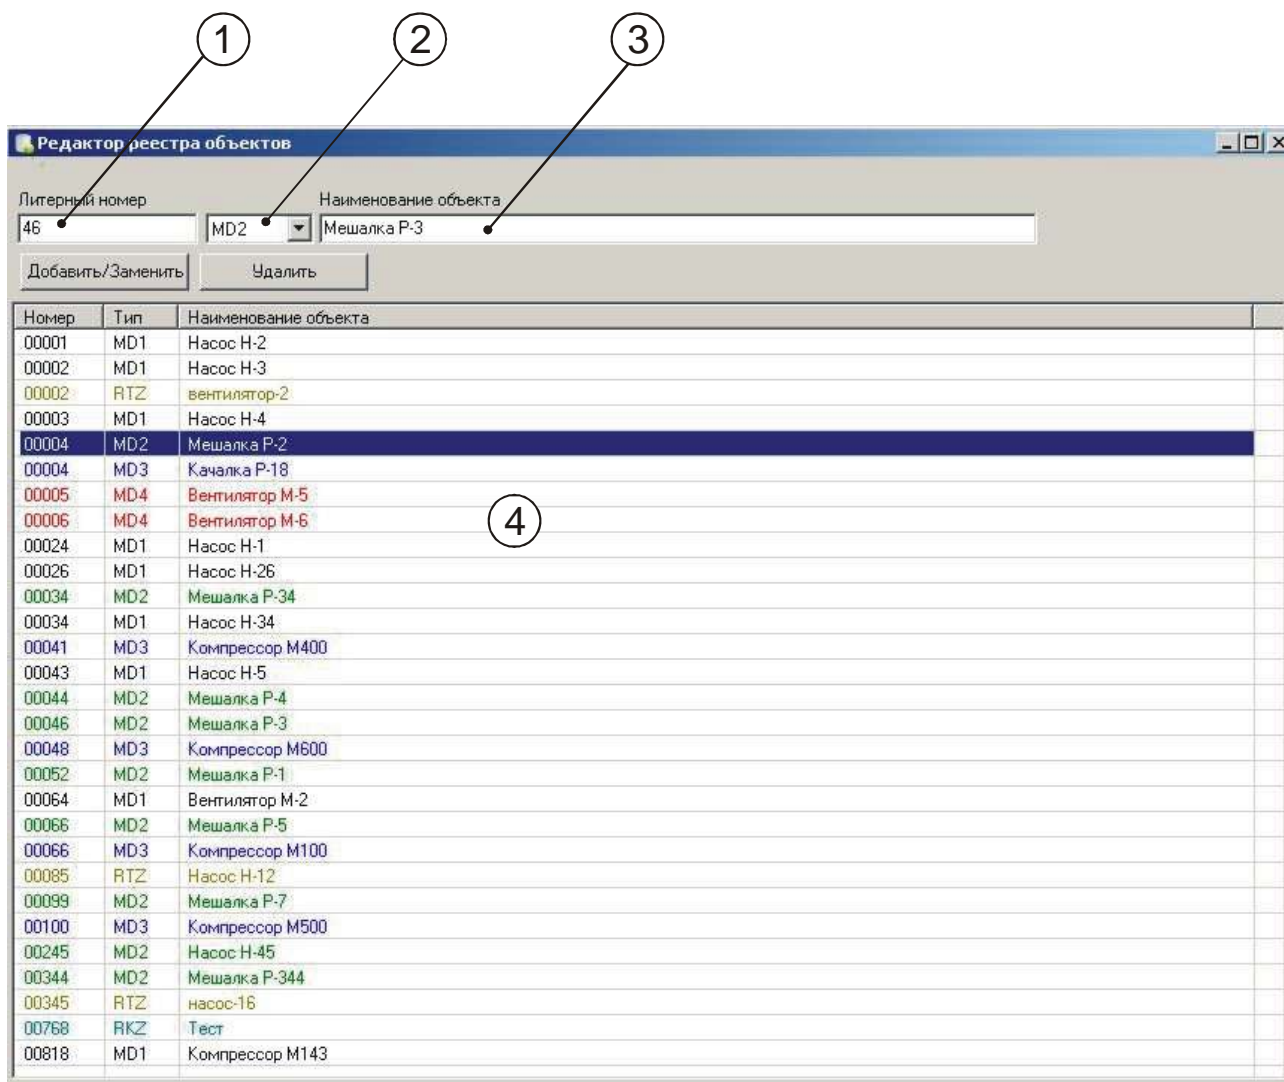 1 2 3
Редактор реестра объектов
Литерный номер Наименование объекта
46 MD2 Мешалка Р-3
Добавить/Заменить Удалить
Номер Тип Наименование объекта
00001 MD1 Насос Н-2
00002 MD1 Насос Н-3
00002 RTZ вентилятор-2
00003 MD1 Насос Н-4
00004 MD2 Мешалка Р-2
00004 MD3 Качалка Р-18
00005 MD4 Вентилятор М-5
00006 MD4 Вентилятор М-6
4
00024 MD1 Насос Н-1
00026 MD1 Насос Н-26
00034 MD2 Мешалка Р-34
00034 MD1 Насос Н-34
00041 MD3 Компрессор М400
00043 MD1 Насос Н-5
00044 MD2 Мешалка Р-4
00046 MD2 Мешалка Р-3
00048 MD3 Компрессор М600
00052 MD2 Мешалка Р-1
00064 MD1 Вентилятор М-2
00066 MD2 Мешалка Р-5
00066 MD3 Компрессор М100
00085 RTZ Насос Н-12
00099 MD2 Мешалка Р-7
00100 MD3 Компрессор М500
00245 MD2 Насос Н-45
00344 MD2 Мешалка Р-344
00345 RTZ насос-16
00768 RKZ Тест
00818 MD1 Компрессор М143